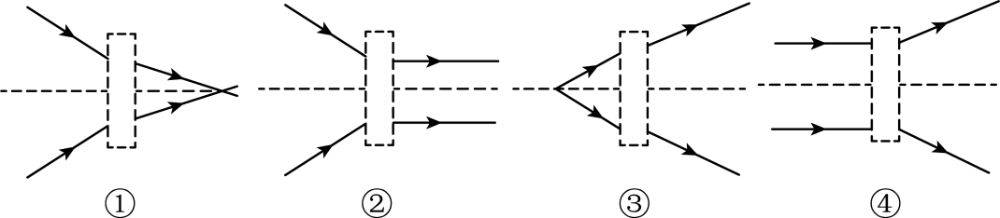 ① ② ③ ④